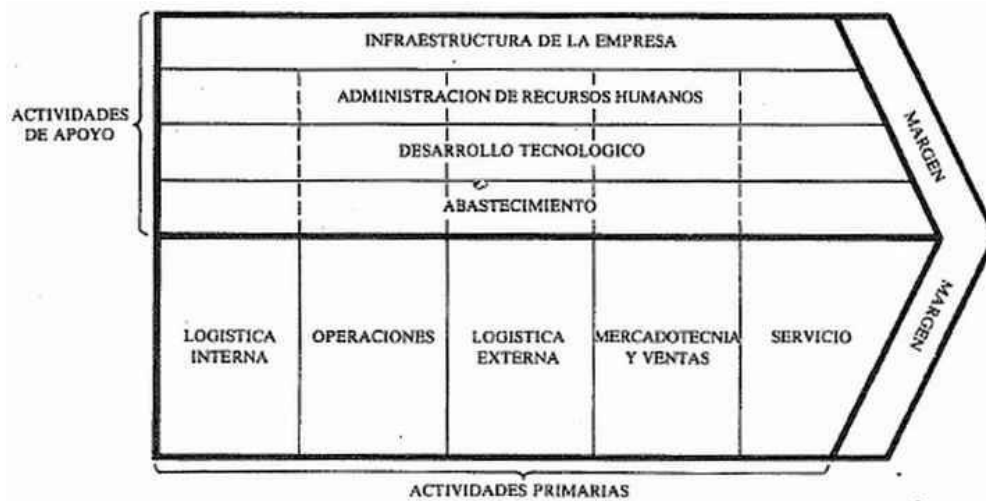 INFRAESTRUCTURA DE LA EMPRESA
ACTIVIDADES
DE APOYO
ADMINISTRACION DE RECURSOS HUMANOS
DESARROLLO TECNOLOGICO
ABASTECIMIENTO
MARGEN
LOGISTICA
INTERNA
OPERACIONES
LOGISTICA
EXTERNA
MERCADOTECNIA
Y VENTAS
SERVICIO
MARGEN
ACTIVIDADES PRIMARIAS